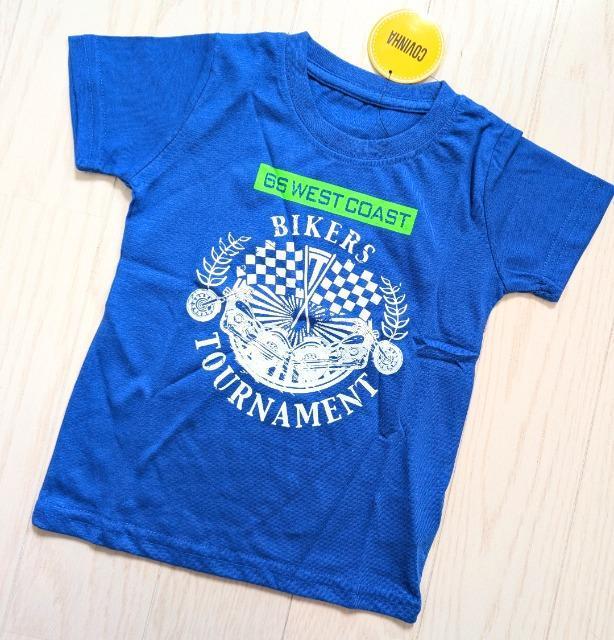 COVINHA
66 WEST COAST
BIKERS
TOURNAMENT